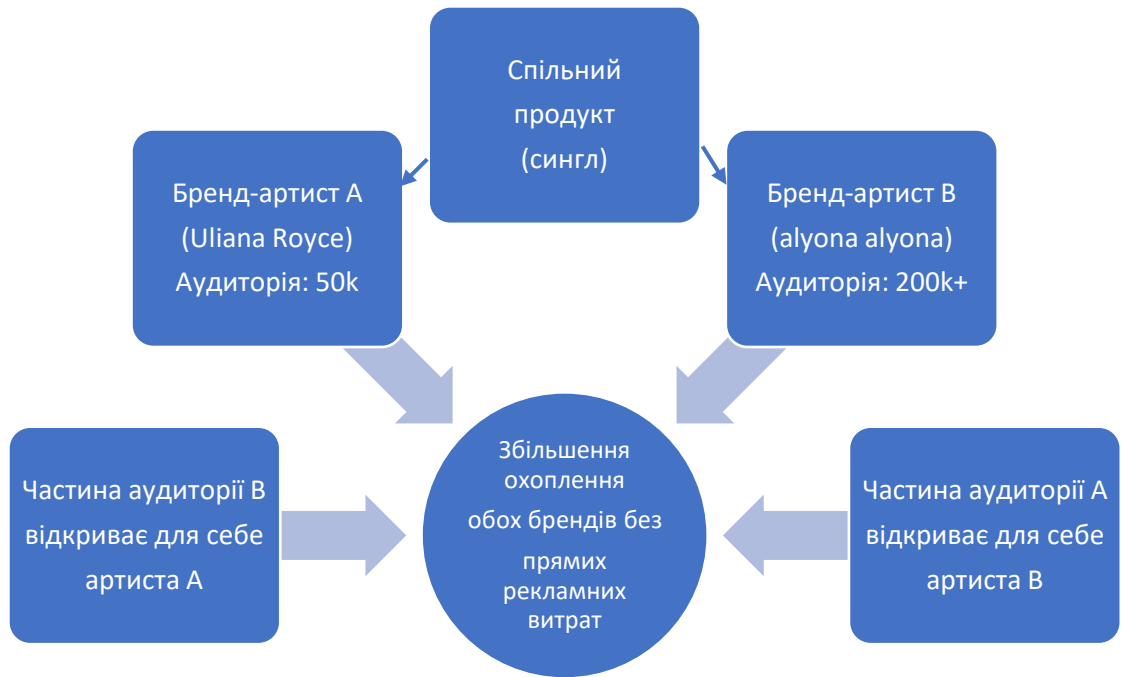 Спільний
продукт
(сингл)
Бренд-артист А
(Uliana Royce)
Аудиторія: 50k
Бренд-артист В
(alyona alyona)
Аудиторія: 200k+
Частина аудиторії В
відкриває для себе
артиста А
Збільшення
охоплення
обох брендів без
прямих
рекламних
витрат
Частина аудиторії А
відкриває для себе
артиста В